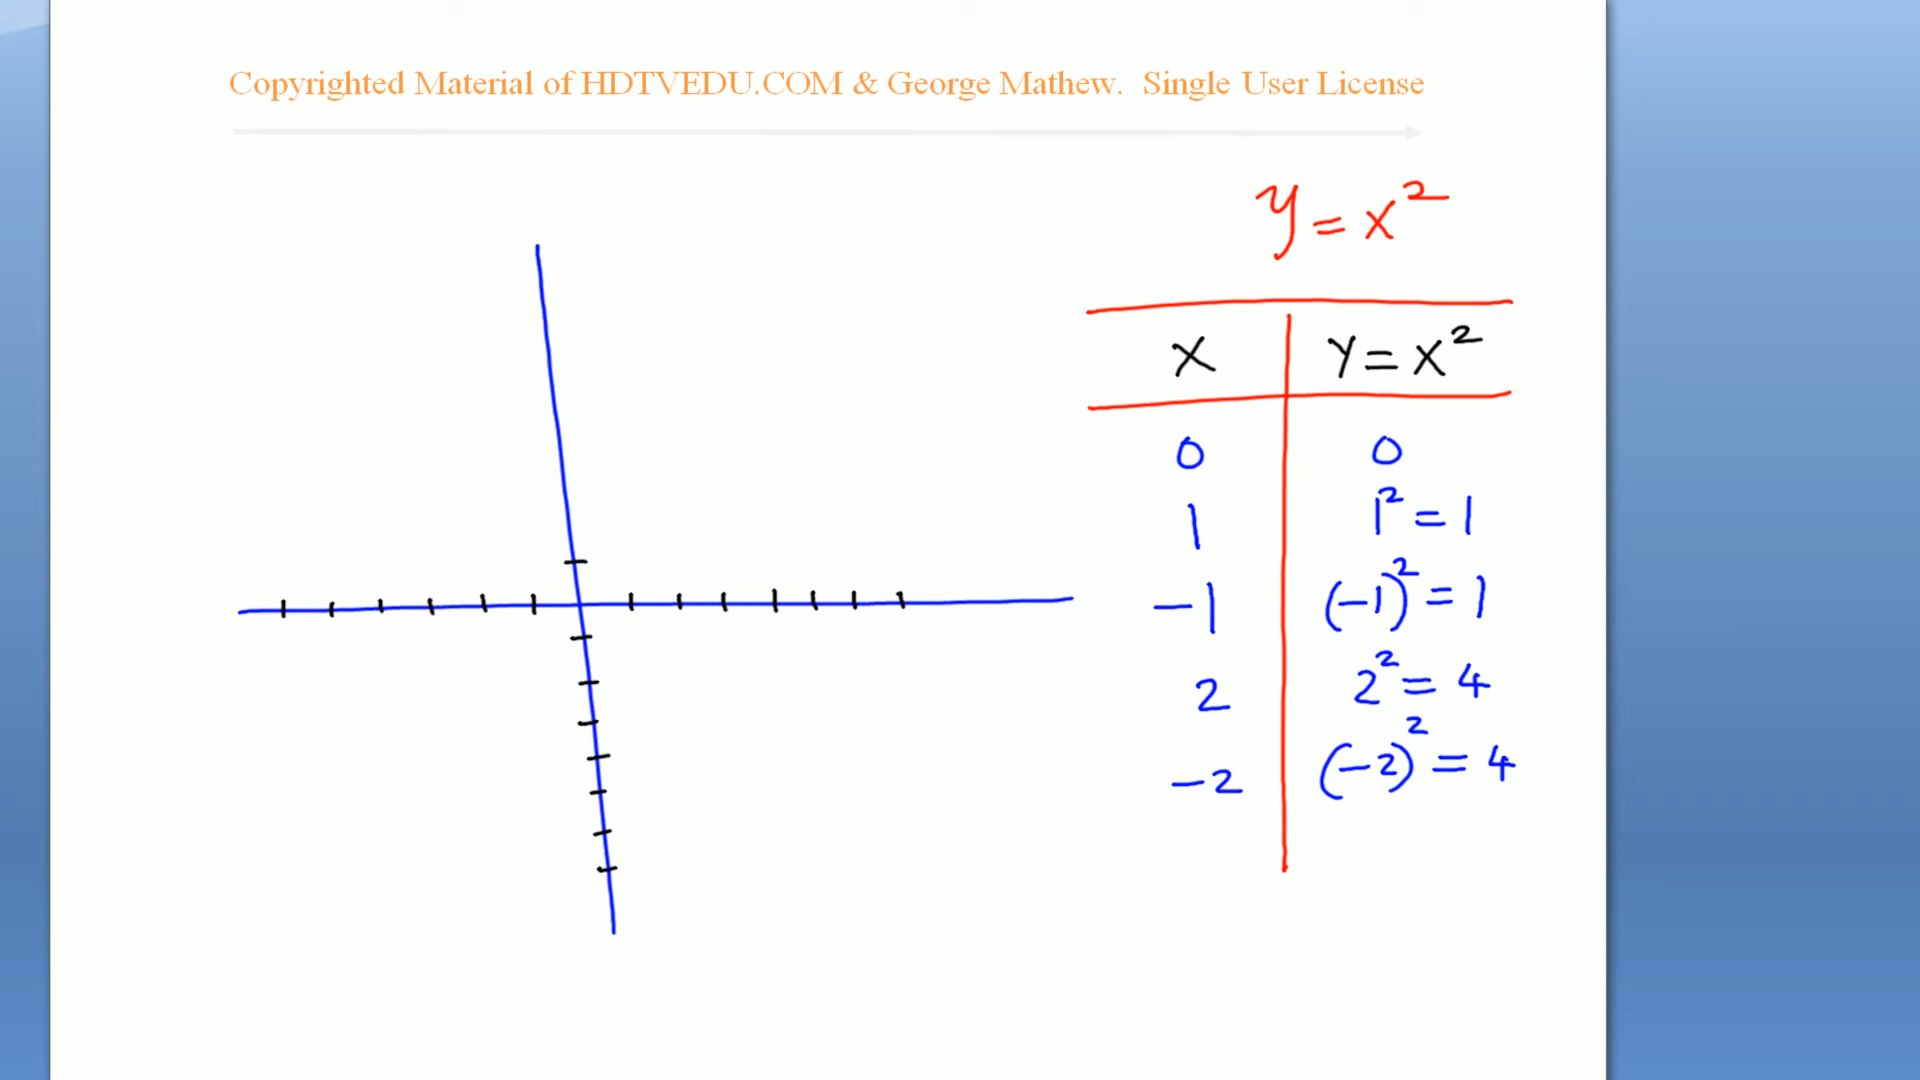 Copyrighted Material of HDTVEDU.COM & George Mathew. Single User License
y = x²
X Y = X²
0 0
1 1² = 1
-1 (-1)² = 1
2 2² = 4
-2 (-2)² = 4